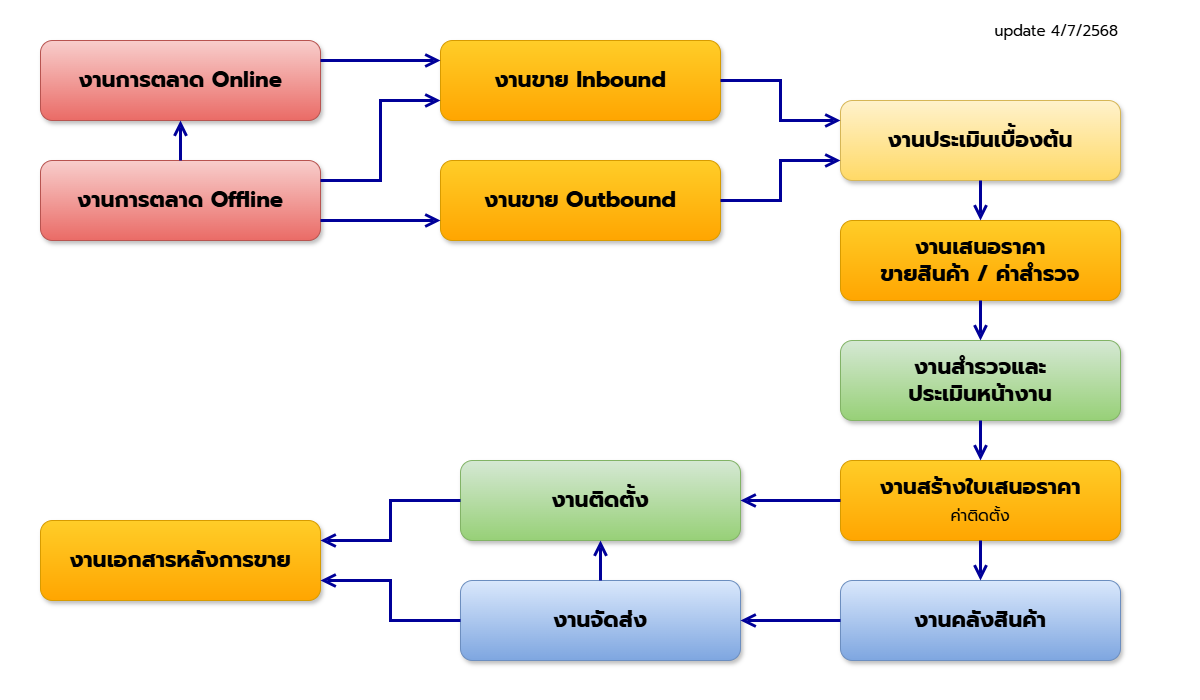 update 4/7/2568
งานการตลาด Online
งานขาย Inbound
งานประเมินเบื้องต้น
งานการตลาด Offline
งานขาย Outbound
งานเสนอราคา
ขายสินค้า / ค่าสำรวจ
งานสำรวจและ
ประเมินหน้างาน
งานสร้างใบเสนอราคา
ค่าติดตั้ง
งานติดตั้ง
งานเอกสารหลังการขาย
งานจัดส่ง
งานคลังสินค้า